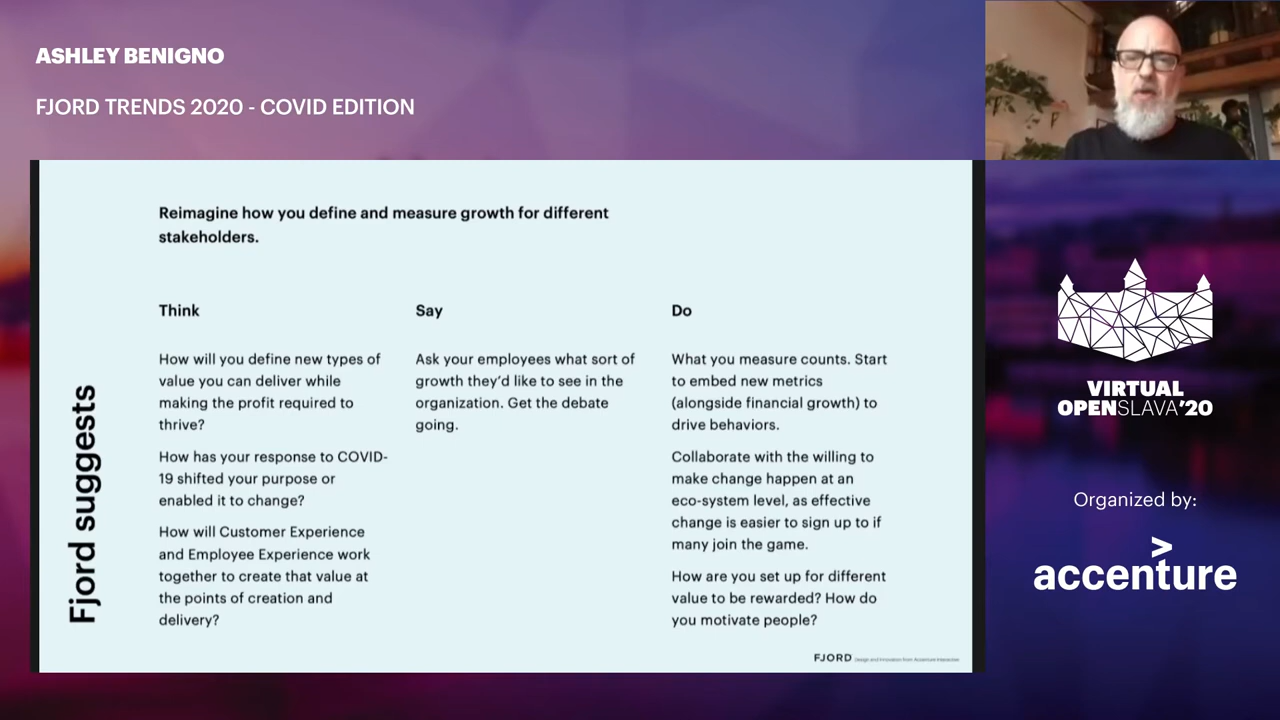 ASHLEY BENIGNO
FJORD TRENDS 2020 - COVID EDITION
Fjord suggests
Reimagine how you define and measure growth for different
stakeholders.
Think
How will you define new types of
value you can deliver while
making the profit required to
thrive?
How has your response to COVID-
19 shifted your purpose or
enabled it to change?
How will Customer Experience
and Employee Experience work
together to create that value at
the points of creation and
delivery?
Say
Ask your employees what sort of
growth they’d like to see in the
organization. Get the debate
going.
Do
What you measure counts. Start
to embed new metrics
(alongside financial growth) to
drive behaviors.
Collaborate with the willing to
make change happen at an
eco-system level, as effective
change is easier to sign up to if
many join the game.
How are you set up for different
value to be rewarded? How do
you motivate people?
FJORD Design and Innovation from Accenture Interactive
VIRTUAL
OPENSLAVA’20
Organized by:
accenture